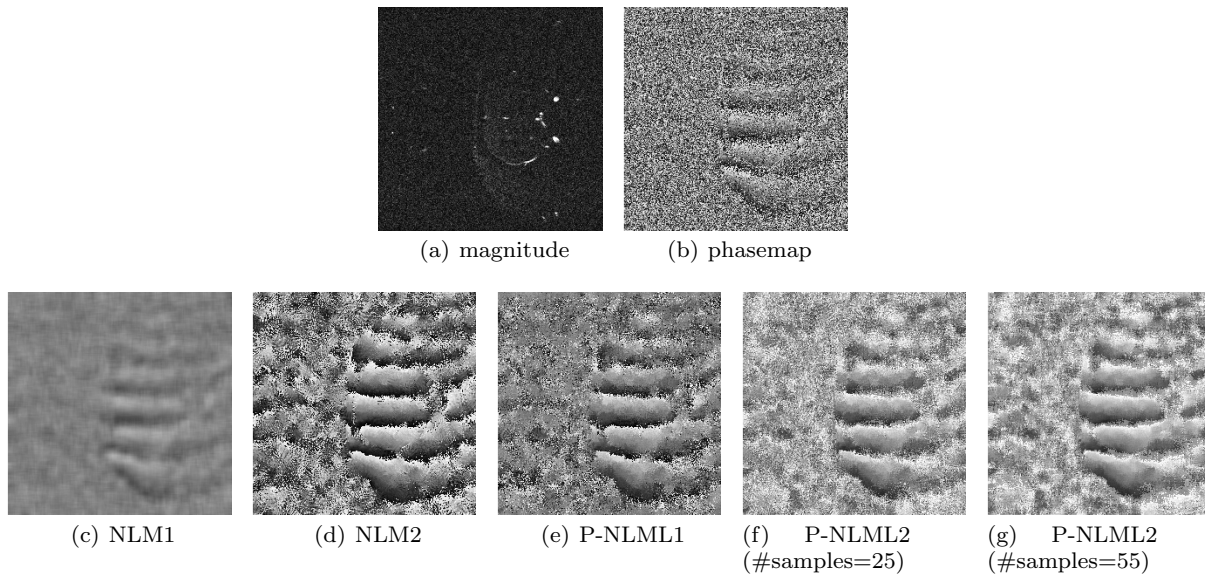 (a) magnitude
(b) phasemap
(c) NLM1
(d) NLM2
(e) P-NLML1
(f) P-NLML2
(#samples=25)
(g) P-NLML2
(#samples=55)